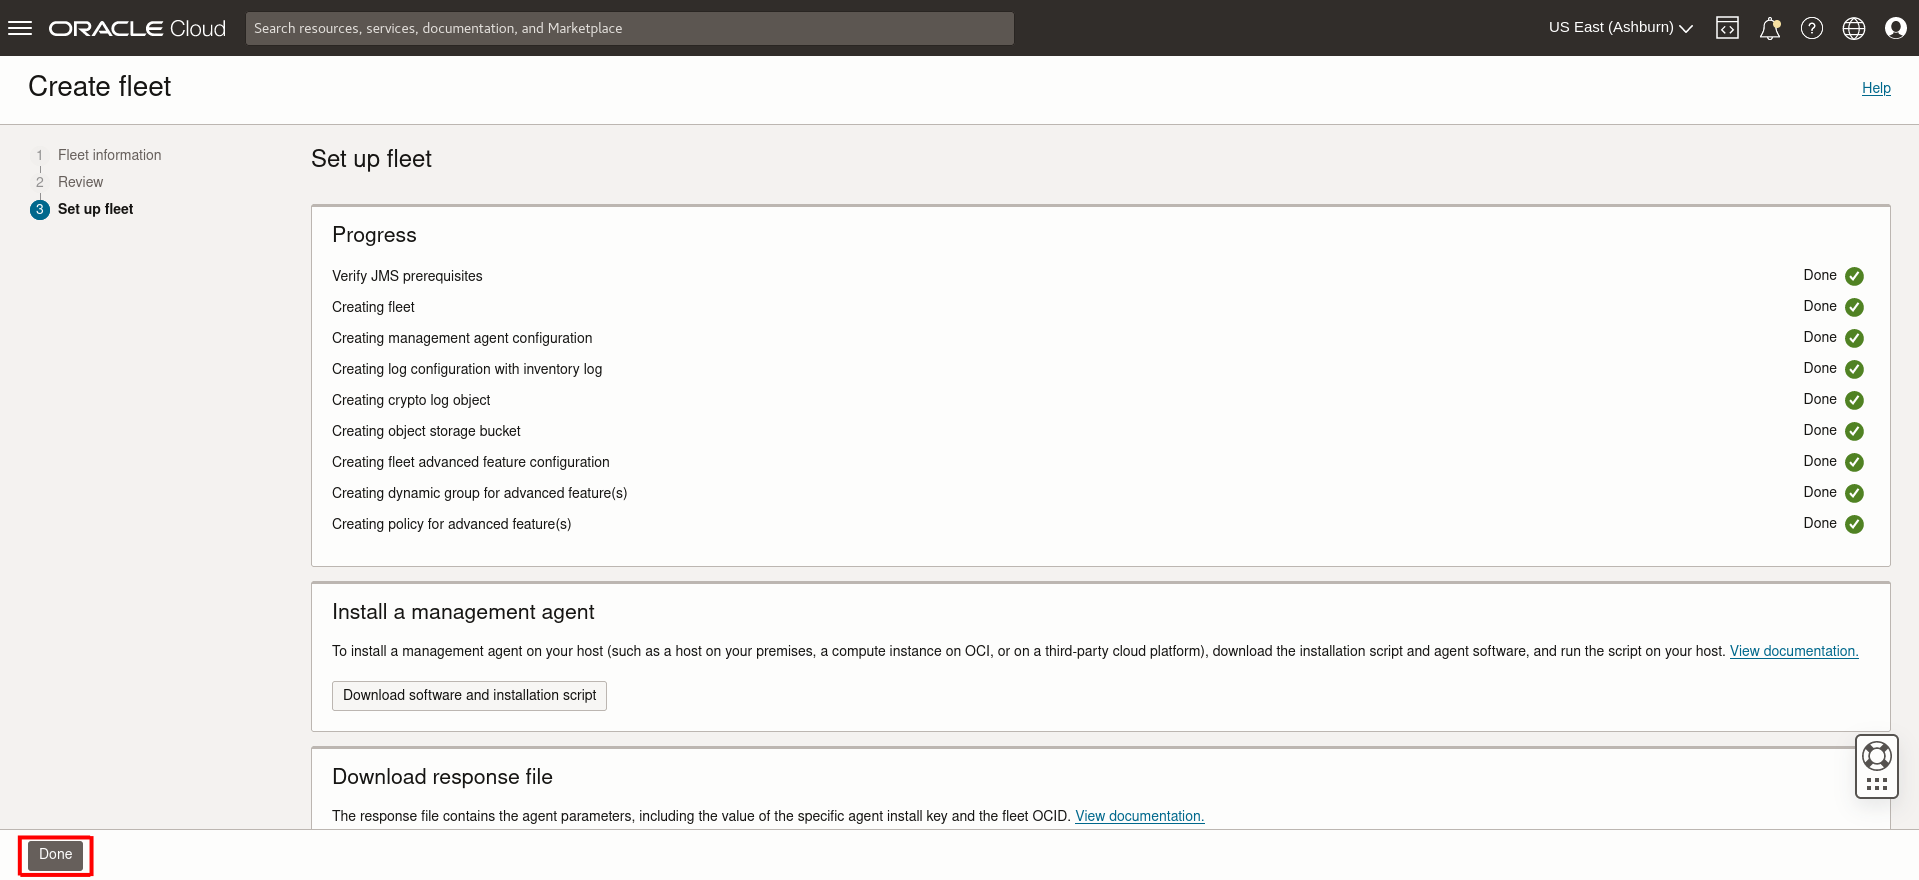 ORACLE Cloud
Search resources, services, documentation, and Marketplace
US East (Ashburn)
Create fleet
Help
1 Fleet information
2 Review
3 Set up fleet
Set up fleet
Progress
Verify JMS prerequisites Done
Creating fleet Done
Creating management agent configuration Done
Creating log configuration with inventory log Done
Creating crypto log object Done
Creating object storage bucket Done
Creating fleet advanced feature configuration Done
Creating dynamic group for advanced feature(s) Done
Creating policy for advanced feature(s) Done
Install a management agent
To install a management agent on your host (such as a host on your premises, a compute instance on OCI, or on a third-party cloud platform), download the installation script and agent software, and run the script on your host. View documentation.
Download software and installation script
Download response file
The response file contains the agent parameters, including the value of the specific agent install key and the fleet OCID. View documentation.
Done